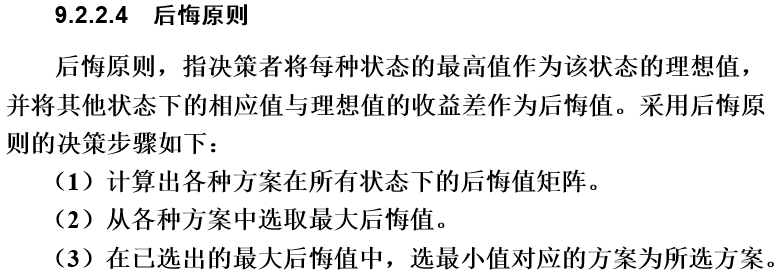 9.2.2.4 后悔原则
后悔原则，指决策者将每种状态的最高值作为该状态的理想值，
并将其他状态下的相应值与理想值的收益差作为后悔值。采用后悔原
则的决策步骤如下：
（1）计算出各种方案在所有状态下的后悔值矩阵。
（2）从各种方案中选取最大后悔值。
（3）在已选出的最大后悔值中，选最小值对应的方案为所选方案。